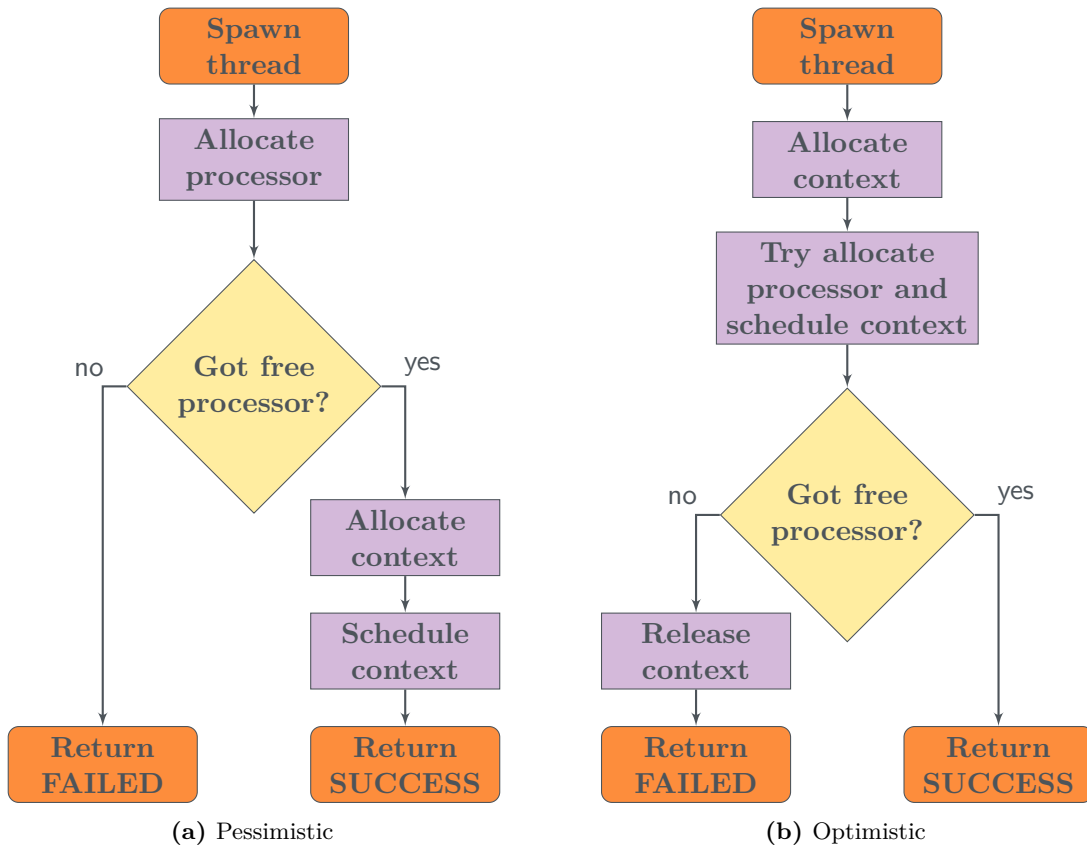 Spawn
thread
Allocate
processor
Got free
processor?
no
yes
Allocate
context
Schedule
context
Return
FAILED
Return
SUCCESS
(a) Pessimistic
Spawn
thread
Allocate
context
Try allocate
processor and
schedule context
Got free
processor?
no
yes
Release
context
Return
FAILED
Return
SUCCESS
(b) Optimistic